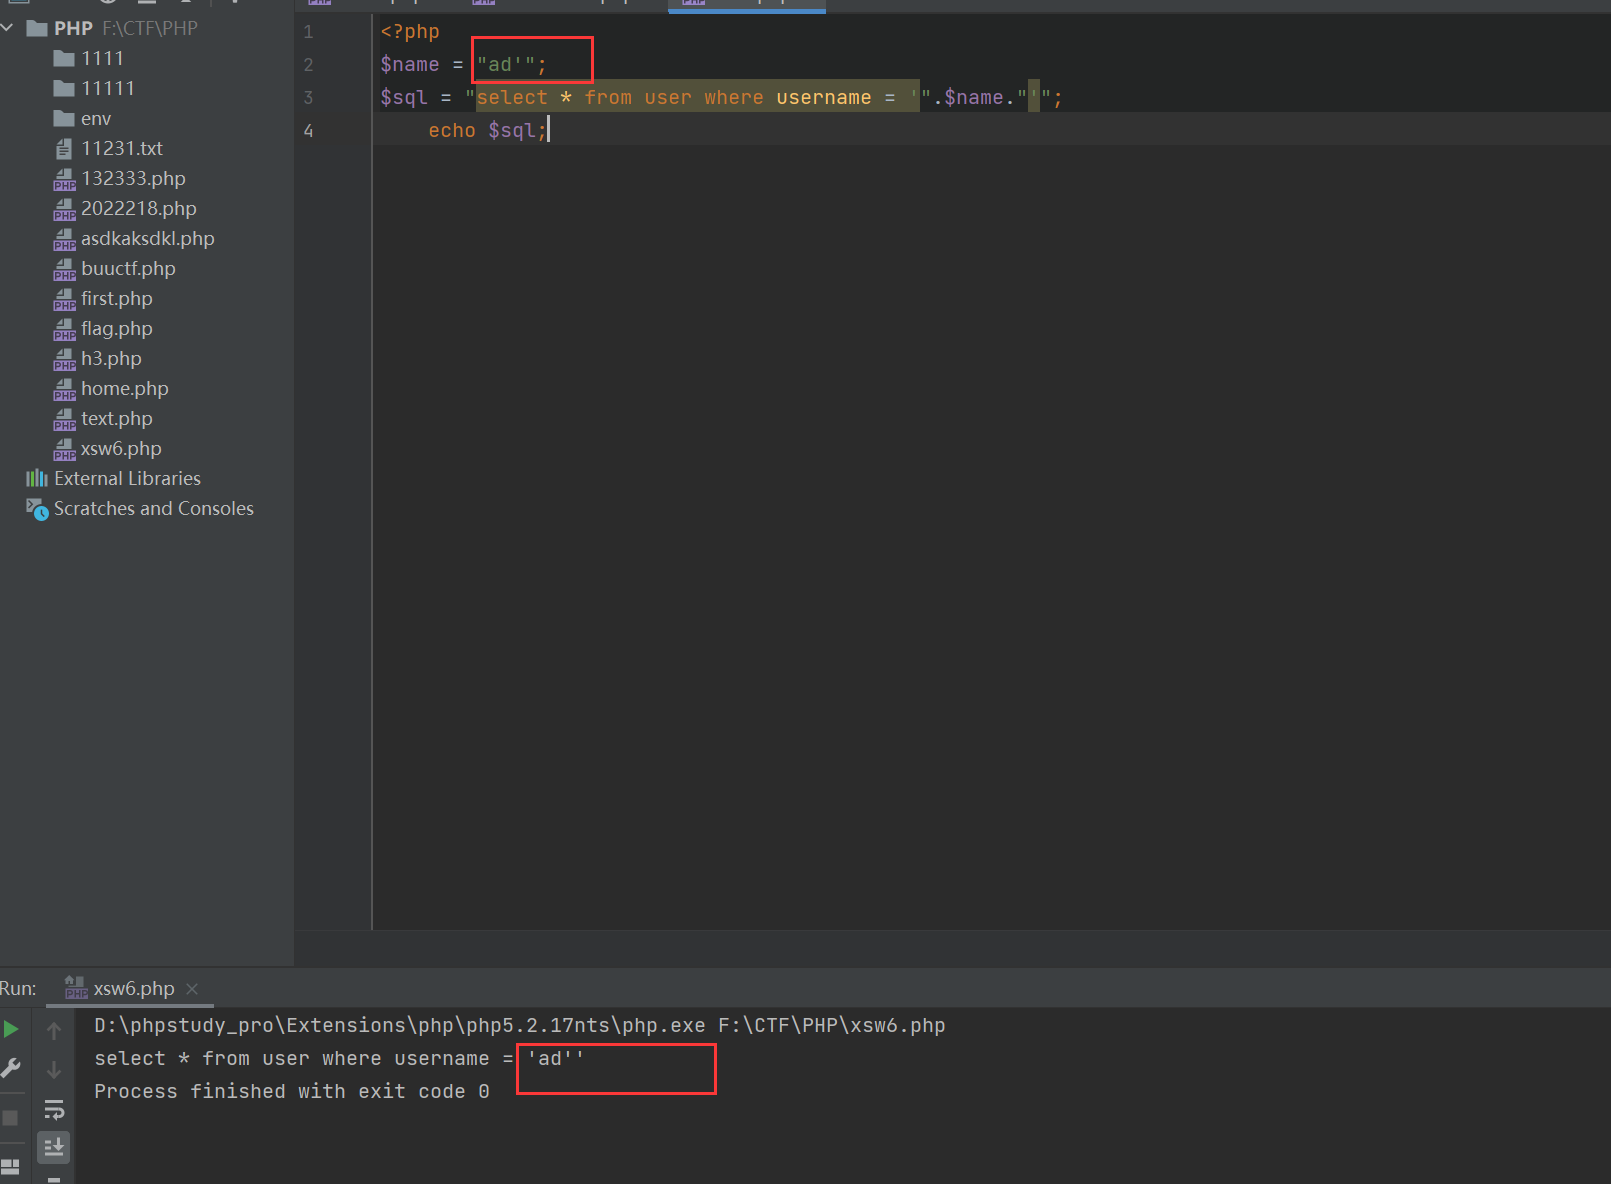 PHP F:\CTF\PHP
1111
11111
env
11231.txt
132333.php
2022218.php
asdkaksdkl.php
buuctf.php
first.php
flag.php
h3.php
home.php
text.php
xsw6.php
External Libraries
Scratches and Consoles
1 <?php
2 $name = "ad'";
3 $sql = "select * from user where username = '".$name."'";
4 echo $sql;
Run: xsw6.php
D:\phpstudy_pro\Extensions\php\php5.2.17nts\php.exe F:\CTF\PHP\xsw6.php
select * from user where username = 'ad''
Process finished with exit code 0